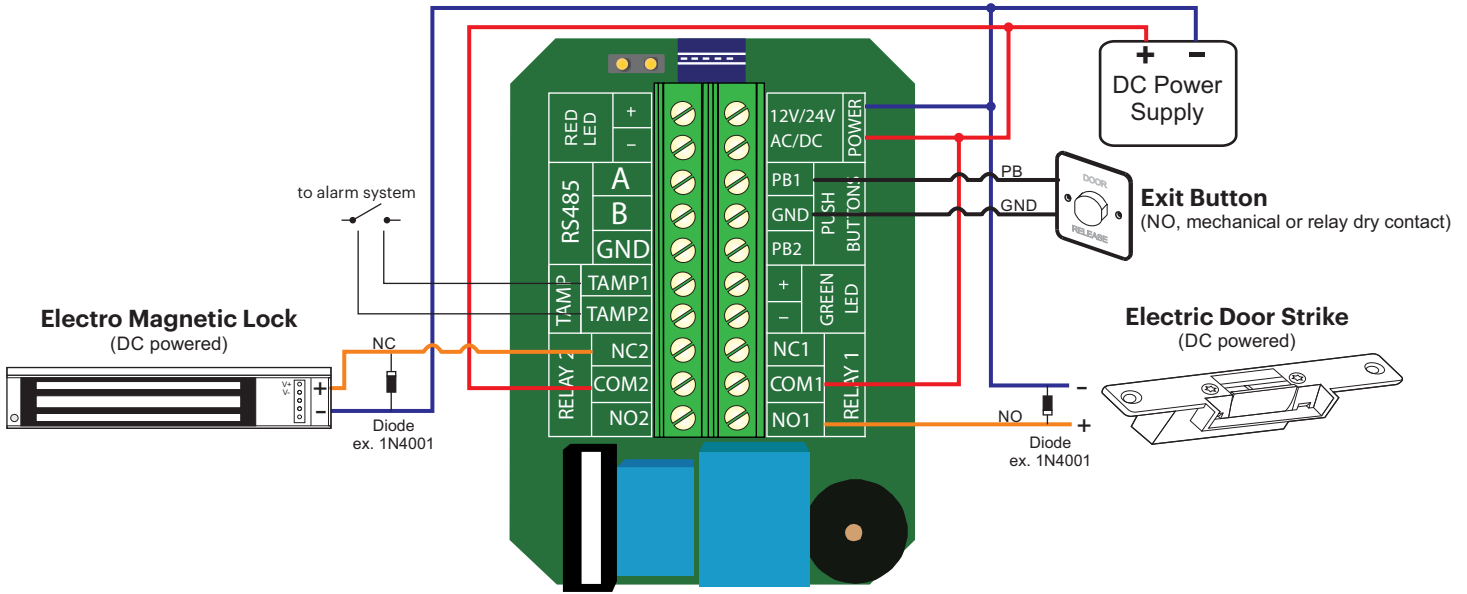 + −
DC Power
Supply
RED
LED
+
−
12V/24V
AC/DC
POWER
RS485
A
B
GND
PB1
GND
PB2
PUSH
BUTTONS
PB
GND
DOOR
RELEASE
Exit Button
(NO, mechanical or relay dry contact)
to alarm system
TAMP
TAMP1
TAMP2
+
−
GREEN
LED
Electro Magnetic Lock
(DC powered)
NC
V+
V-
+
−
Diode
ex. 1N4001
RELAY 2
NC2
COM2
NO2
NC1
COM1
NO1
RELAY 1
Electric Door Strike
(DC powered)
-
NO
+
Diode
ex. 1N4001